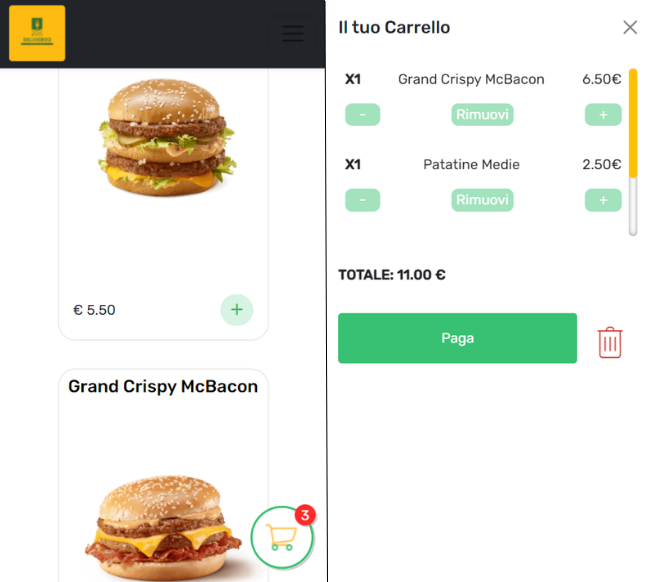 € 5.50
+
Grand Crispy McBacon
3
Il tuo Carrello
X1 Grand Crispy McBacon 6.50€
- Rimuovi +
X1 Patatine Medie 2.50€
- Rimuovi +
TOTALE: 11.00 €
Paga